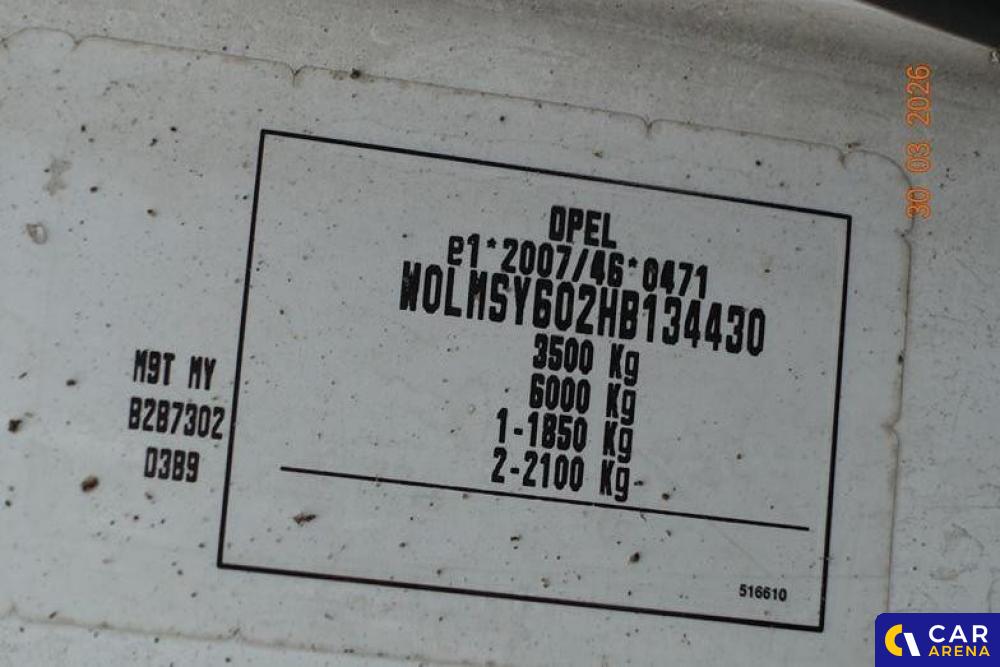 30 03 2026
OPEL
e1*2007/46*0471
W0LMSY602HB134430
3500 Kg
6000 Kg
1-1850 Kg
2-2100 Kg
M9T MY
B2B7302
D3B9
516610
CAR
ARENA